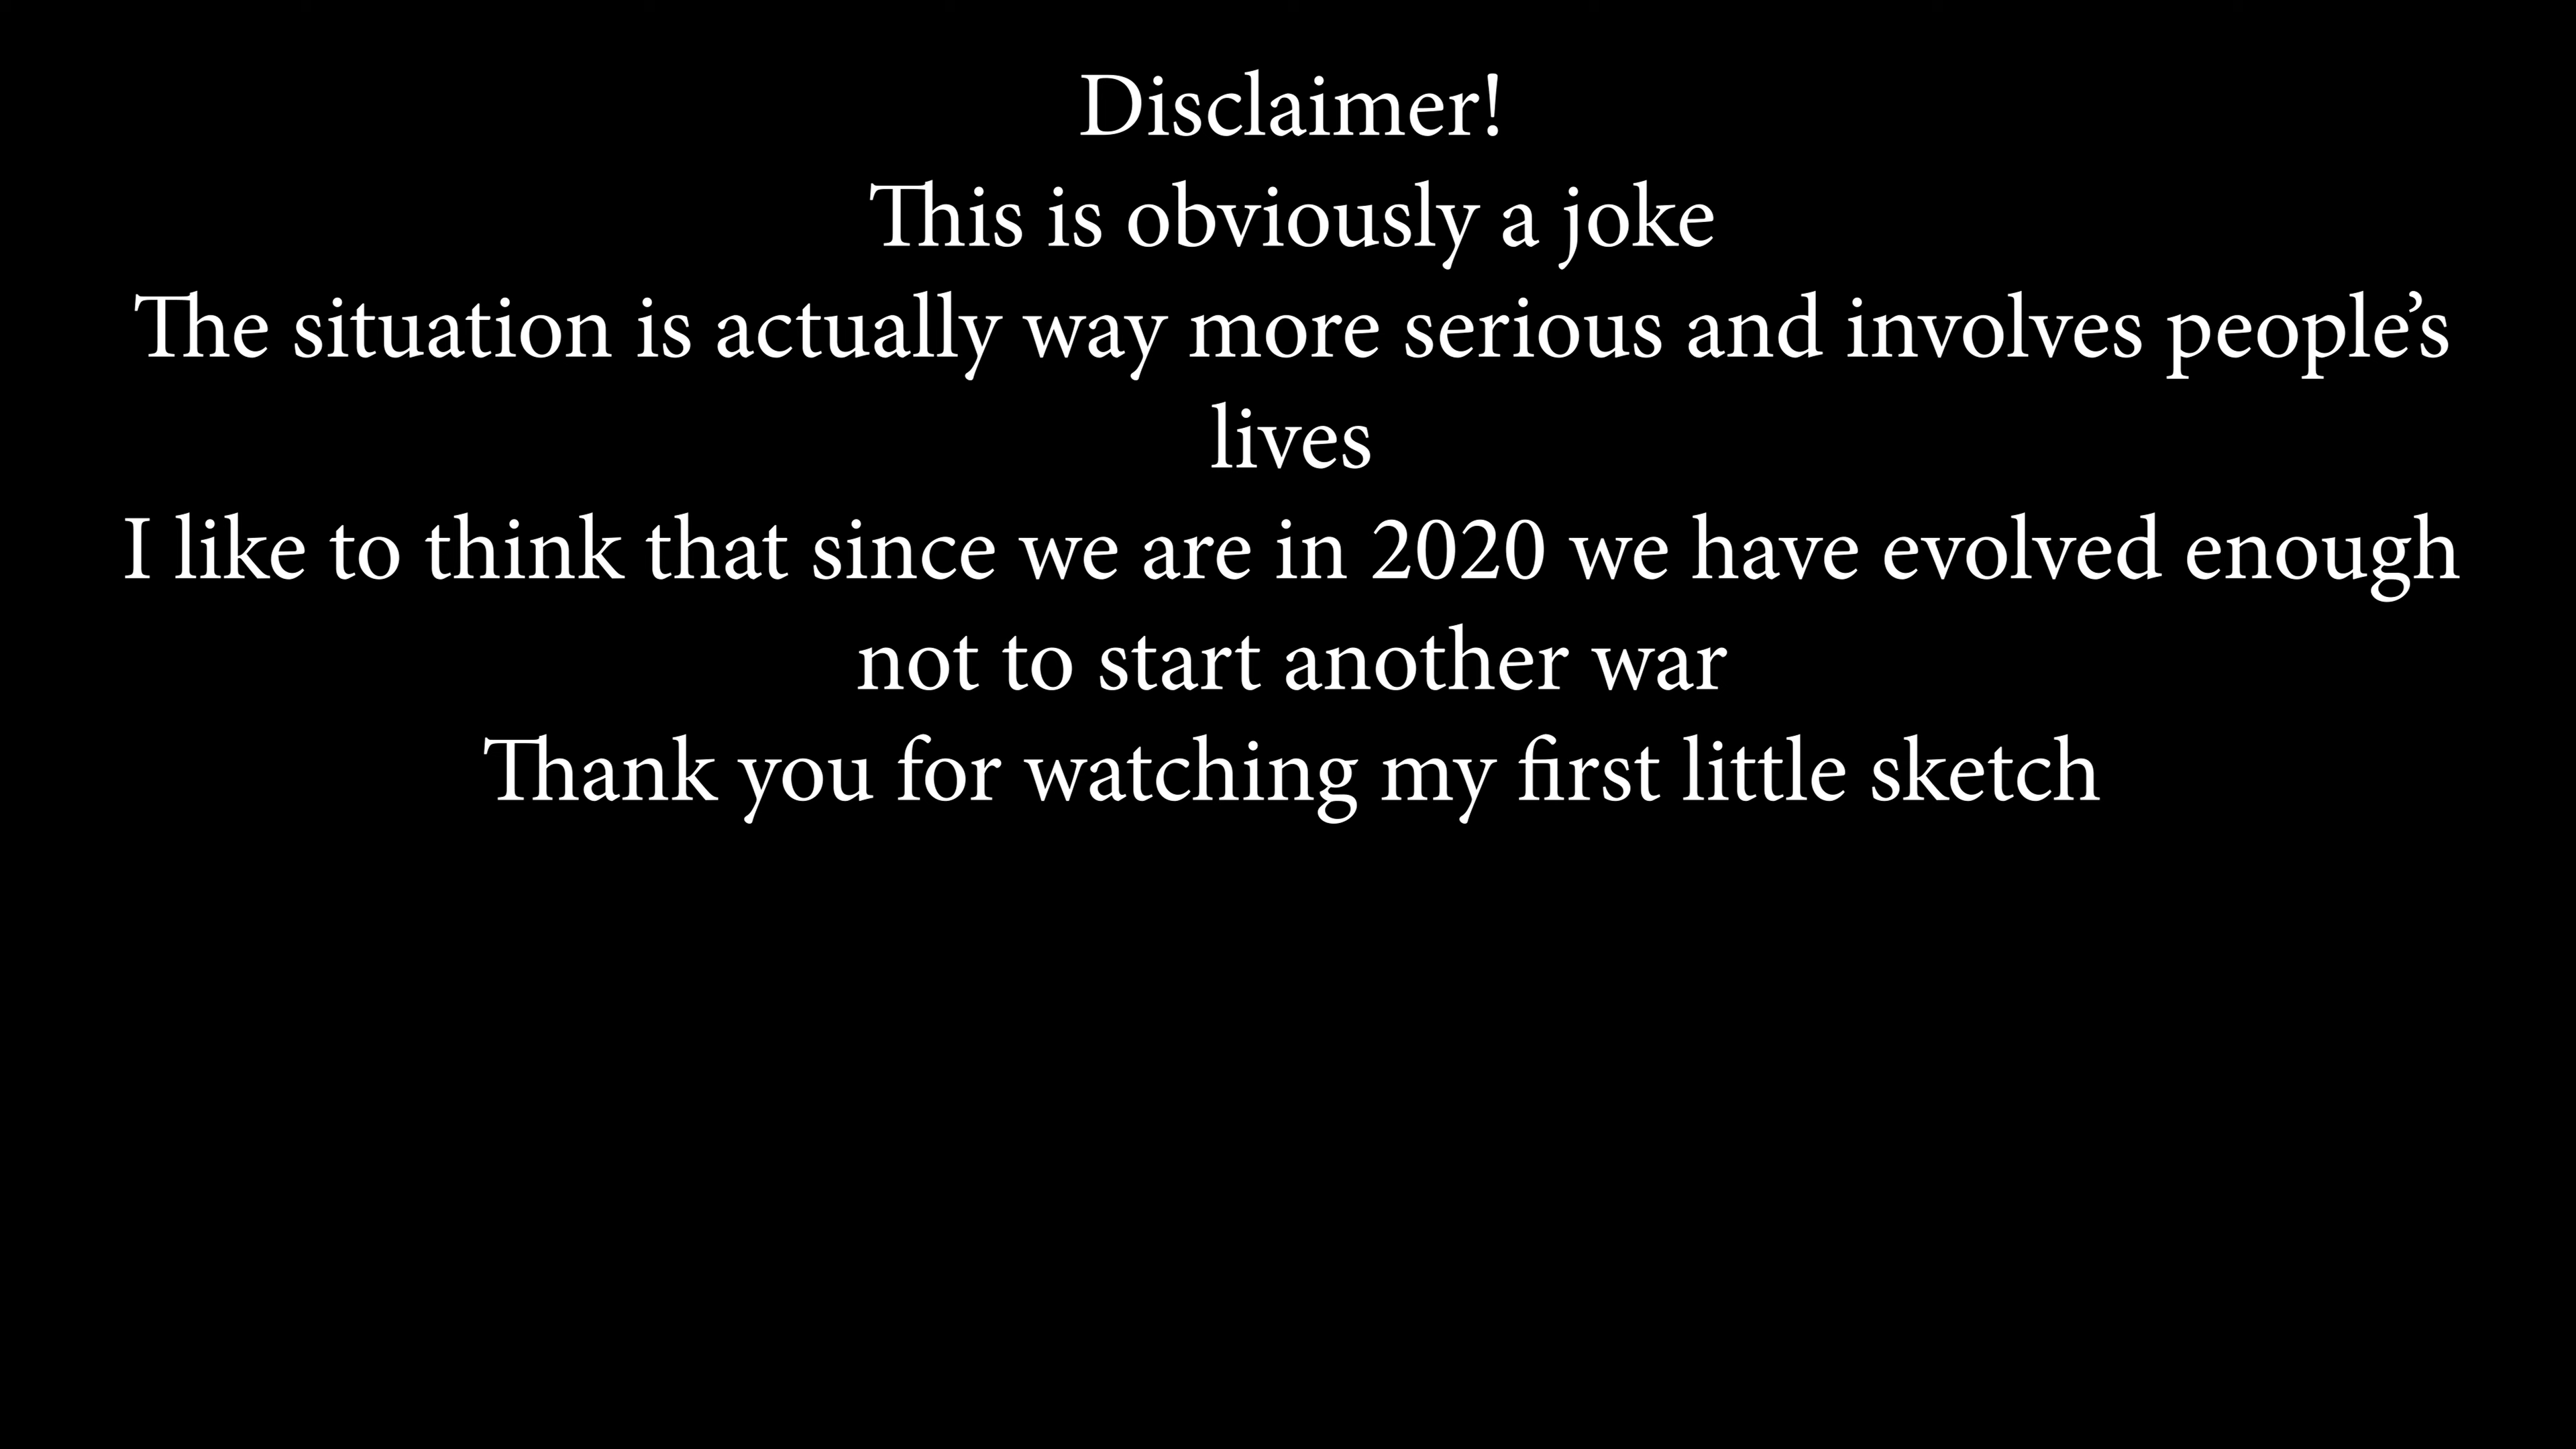 Disclaimer!
This is obviously a joke
The situation is actually way more serious and involves people’s
lives
I like to think that since we are in 2020 we have evolved enough
not to start another war
Thank you for watching my first little sketch